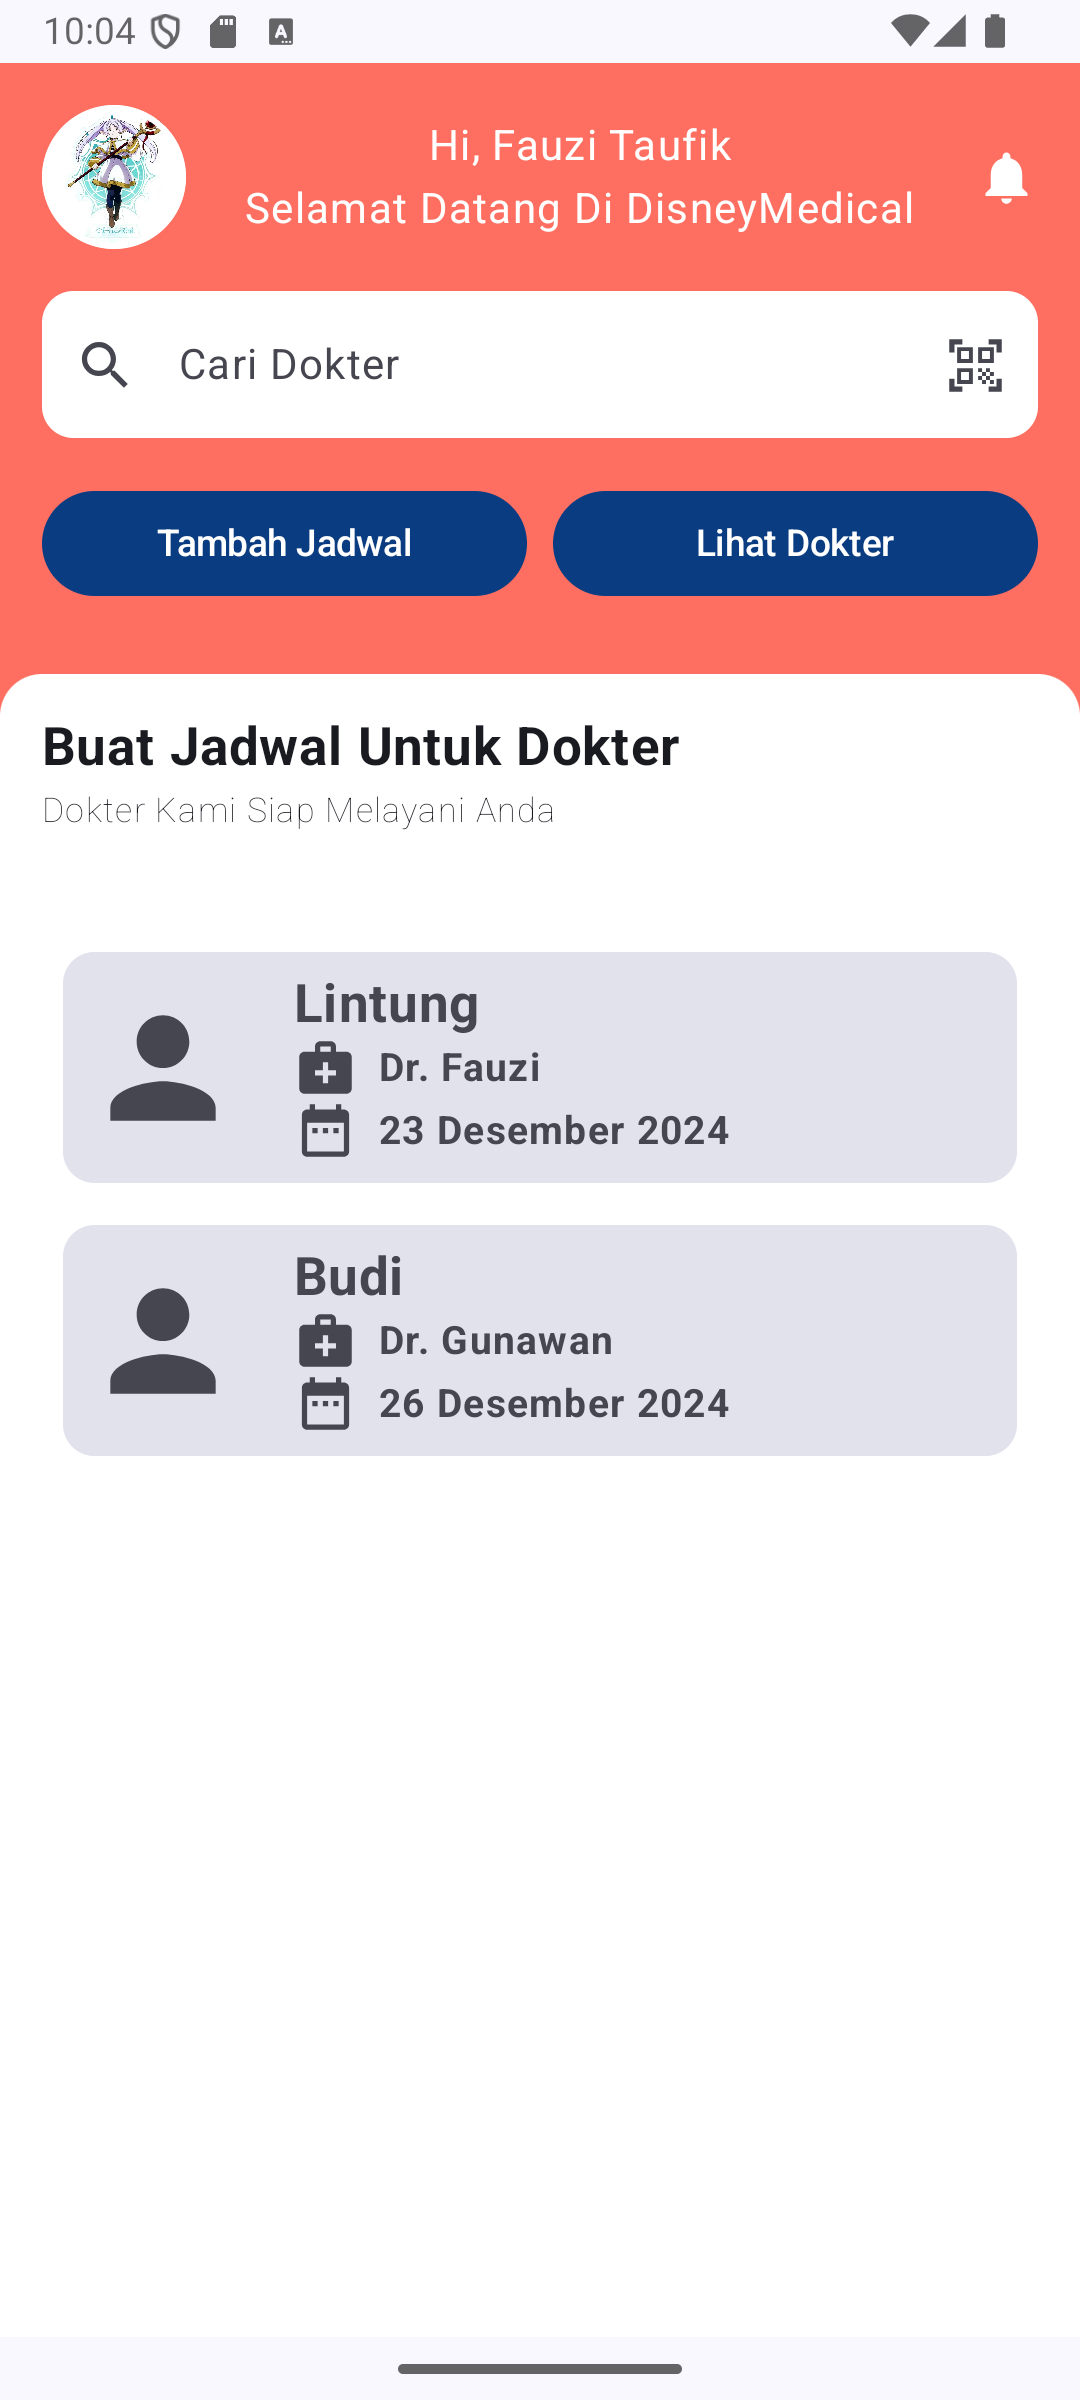 10:04
Hi, Fauzi Taufik
Selamat Datang Di DisneyMedical
Cari Dokter
Tambah Jadwal
Lihat Dokter
Buat Jadwal Untuk Dokter
Dokter Kami Siap Melayani Anda
Lintung
Dr. Fauzi
23 Desember 2024
Budi
Dr. Gunawan
26 Desember 2024